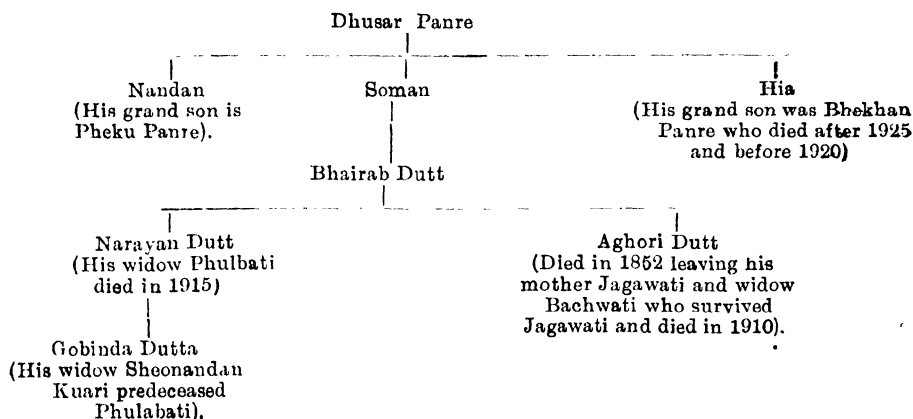 Dhusar Panre
Nandan
(His grand son is
Pheku Panre).
Soman
Hia
(His grand son was Bhekhan
Panre who died after 1925
and before 1920)
Bhairab Dutt
Narayan Dutt
(His widow Phulbati
died in 1915)
Aghori Dutt
(Died in 1852 leaving his
mother Jagawati and widow
Bachwati who survived
Jagawati and died in 1910).
Gobinda Dutta
(His widow Sheonandan
Kuari predeceased
Phulabati).